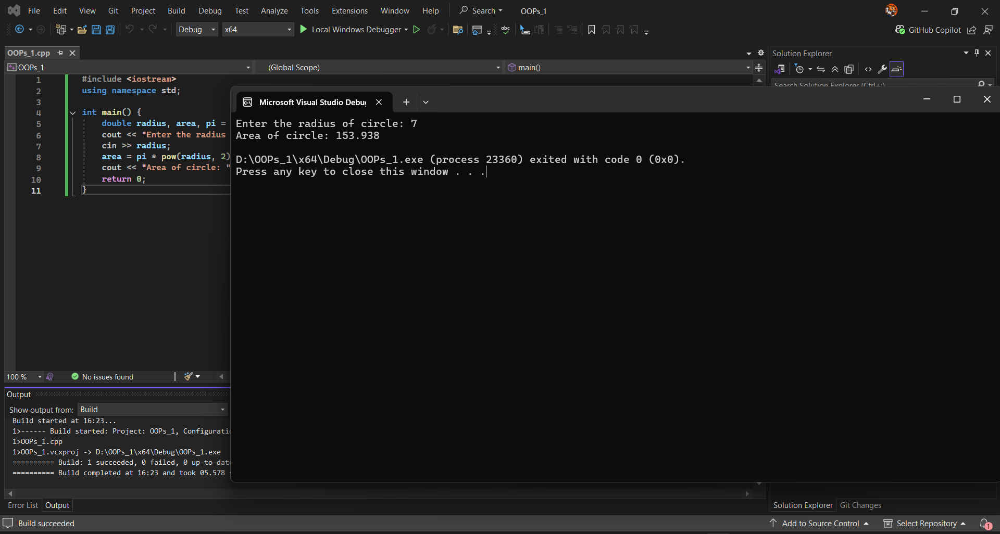 File Edit View Git Project Build Debug Test Analyze Tools Extensions Window Help Search OOPs_1
Debug x64 Local Windows Debugger abc GitHub Copilot
OOPs_1.cpp
Solution Explorer
OOPs_1 (Global Scope) main()
Search Solution Explorer (Ctrl+;)
1 #include <iostream>
2 using namespace std;
3
4 int main() {
5 double radius, area, pi =
6 cout << "Enter the radius
7 cin >> radius;
8 area = pi * pow(radius, 2)
9 cout << "Area of circle: "
10 return 0;
11 }
Microsoft Visual Studio Debu
Enter the radius of circle: 7
Area of circle: 153.938
D:\OOPs_1\x64\Debug\OOPs_1.exe (process 23360) exited with code 0 (0x0).
Press any key to close this window . . .
100 % No issues found
Output
Show output from: Build
Build started at 16:23...
1>------ Build started: Project: OOPs_1, Configuratio
1>OOPs_1.cpp
1>OOPs_1.vcxproj -> D:\OOPs_1\x64\Debug\OOPs_1.exe
========== Build: 1 succeeded, 0 failed, 0 up-to-date
========== Build completed at 16:23 and took 05.578
Error List Output
Solution Explorer Git Changes
Build succeeded
Add to Source Control Select Repository 1